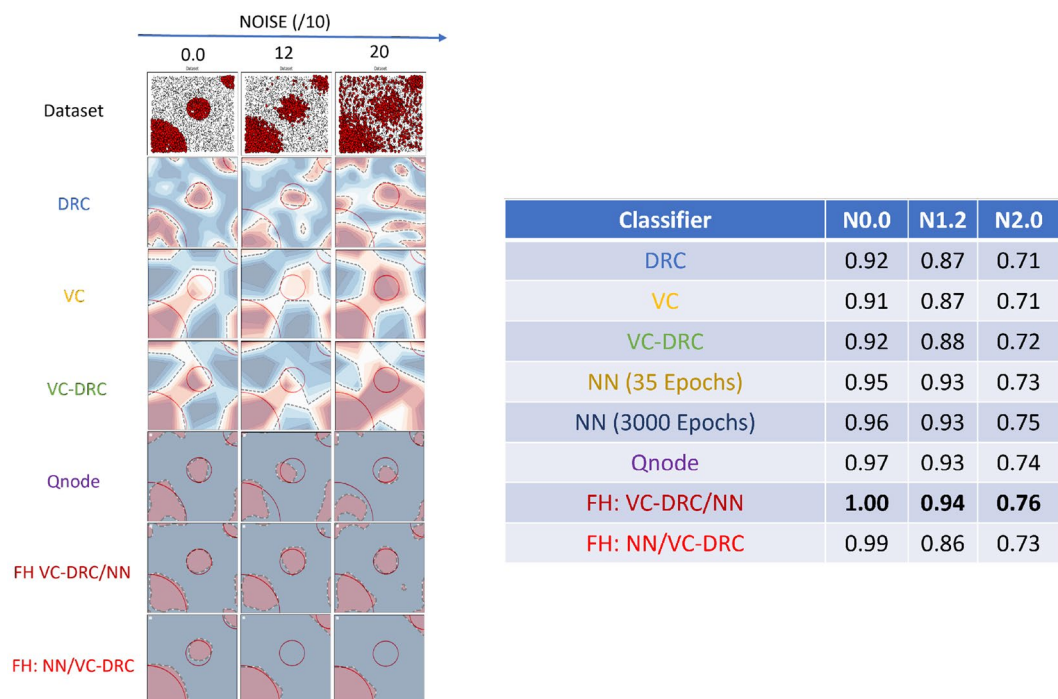 NOISE (/10)
0.0 12 20
Dataset Dataset Dataset
Dataset
DRC
VC
VC-DRC
Qnode
FH VC-DRC/NN
FH: NN/VC-DRC
Classifier N0.0 N1.2 N2.0
DRC 0.92 0.87 0.71
VC 0.91 0.87 0.71
VC-DRC 0.92 0.88 0.72
NN (35 Epochs) 0.95 0.93 0.73
NN (3000 Epochs) 0.96 0.93 0.75
Qnode 0.97 0.93 0.74
FH: VC-DRC/NN 1.00 0.94 0.76
FH: NN/VC-DRC 0.99 0.86 0.73